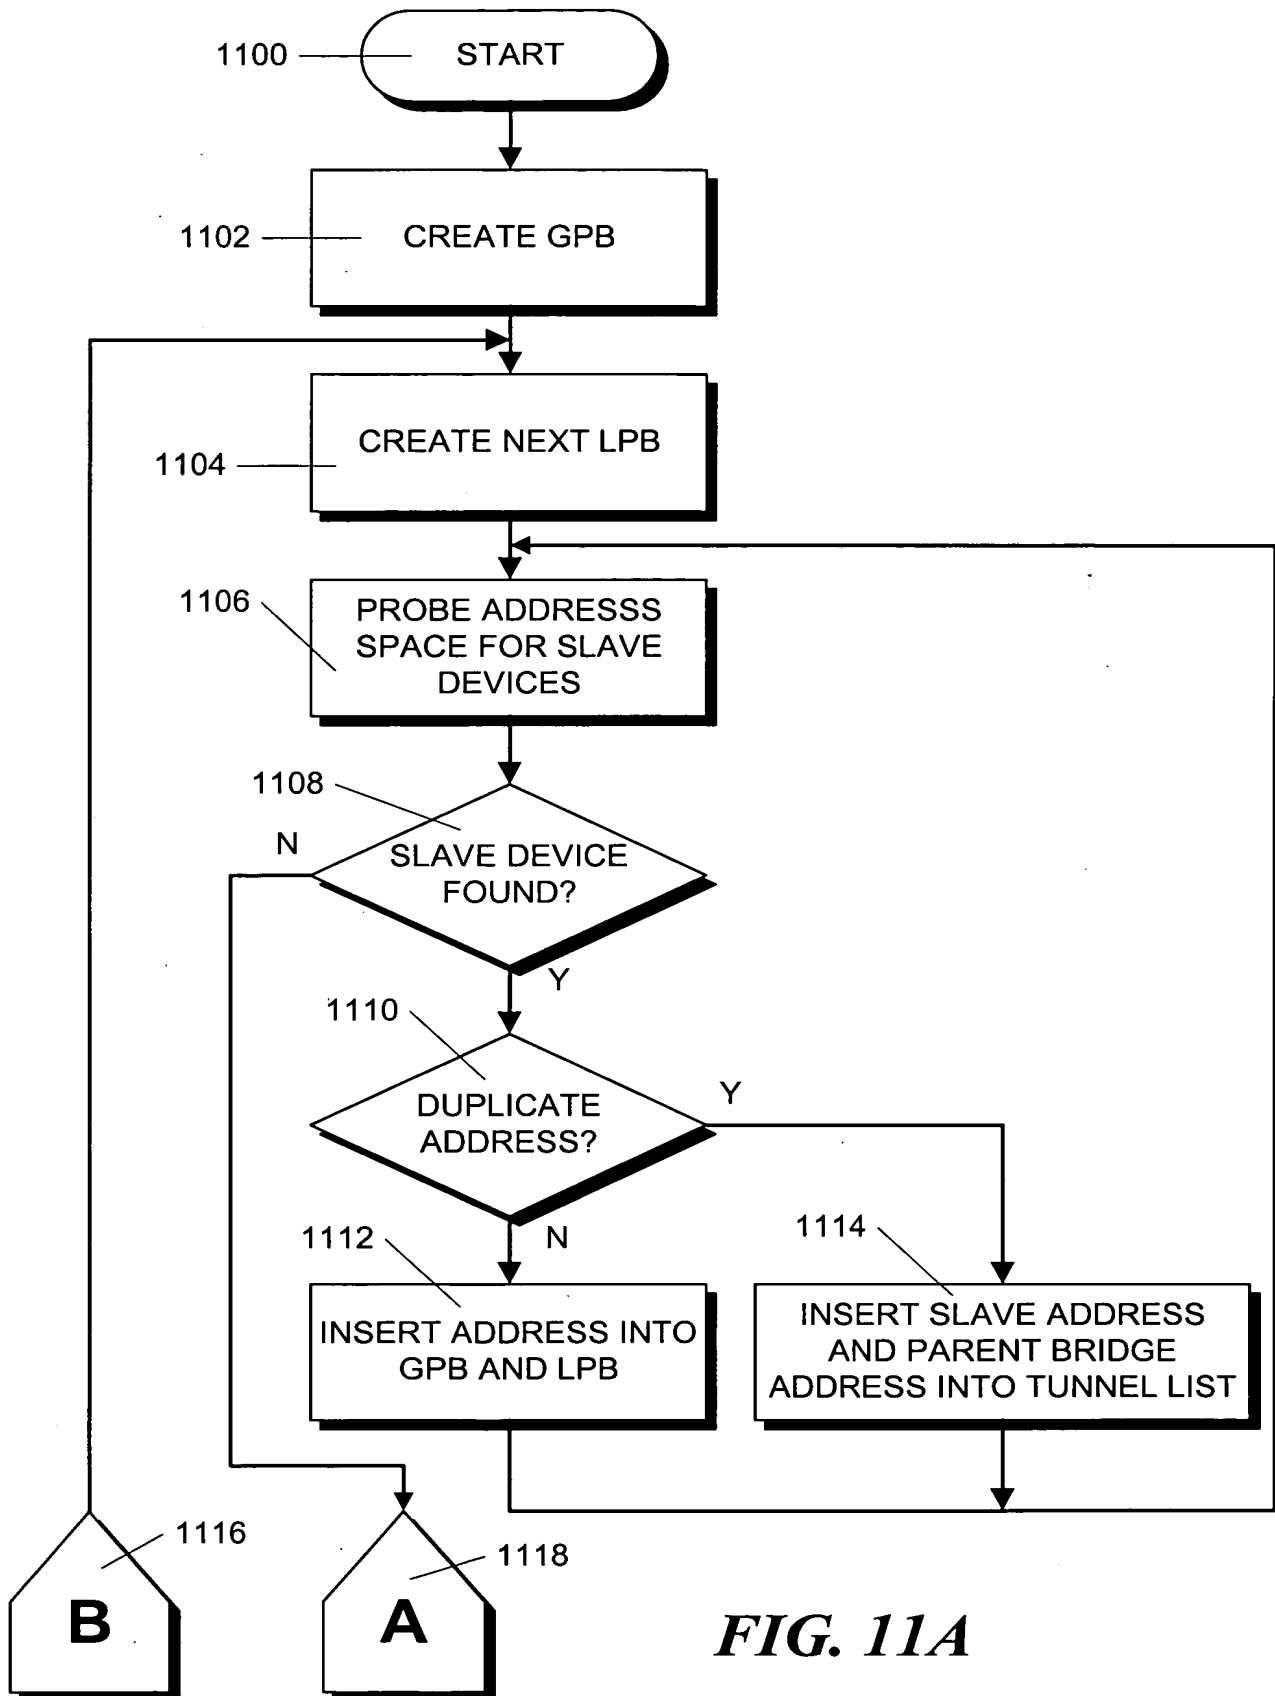 1100
START
1102
CREATE GPB
CREATE NEXT LPB
1104
1106
PROBE ADDRESSS
SPACE FOR SLAVE
DEVICES
1108
N
SLAVE DEVICE
FOUND?
Y
1110
Y
DUPLICATE
ADDRESS?
N
1112
1114
INSERT ADDRESS INTO
GPB AND LPB
INSERT SLAVE ADDRESS
AND PARENT BRIDGE
ADDRESS INTO TUNNEL LIST
1116
1118
B
A
FIG. 11A